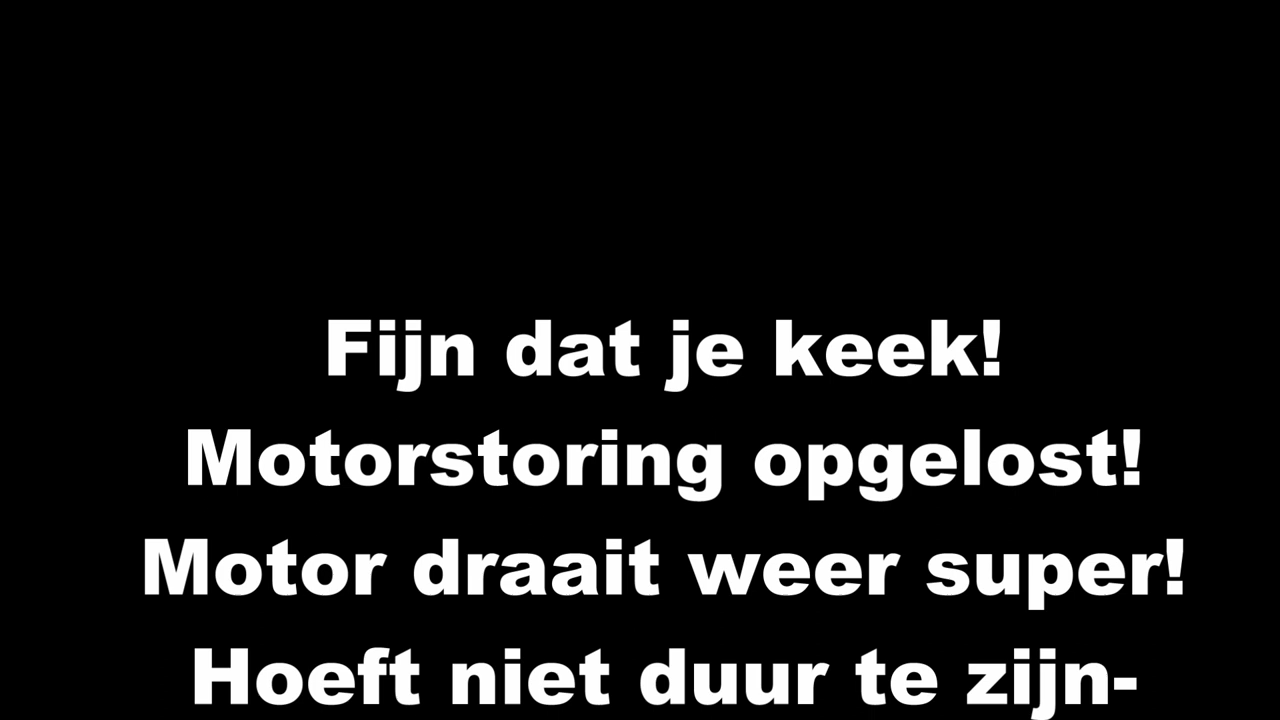 Fijn dat je keek!
Motorstoring opgelost!
Motor draait weer super!
Hoeft niet duur te zijn-